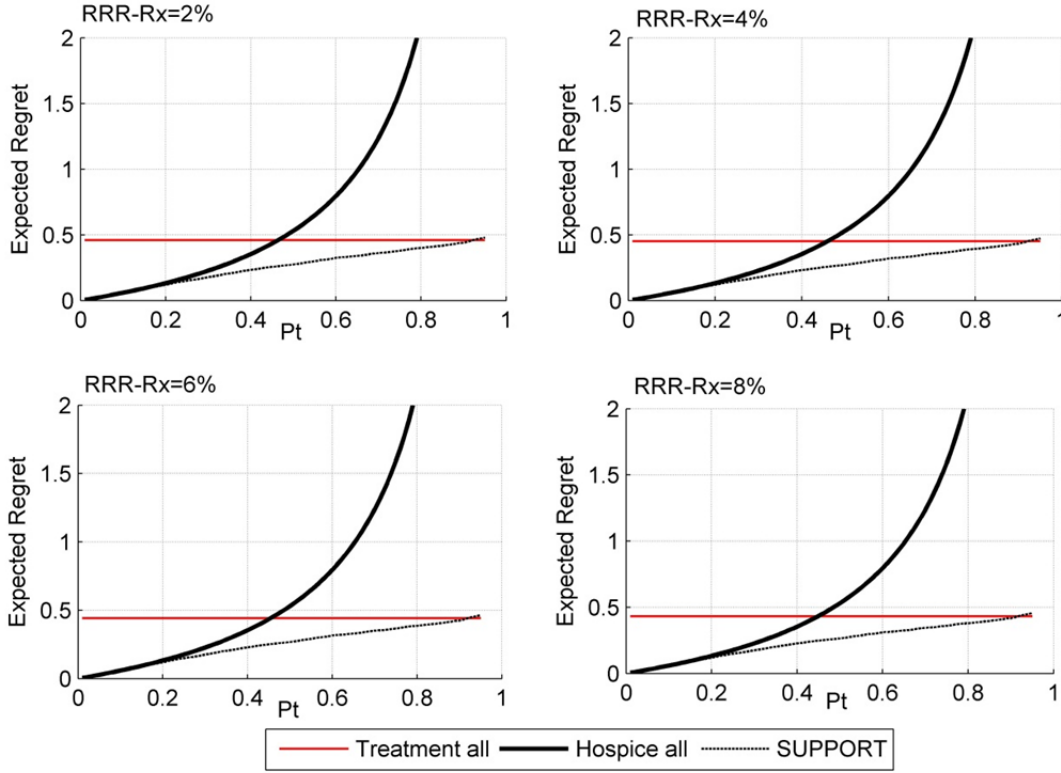 RRR-Rx=2%
Expected Regret
2
1.5
1
0.5
0
0 0.2 0.4 0.6 0.8 1
Pt
RRR-Rx=4%
Expected Regret
2
1.5
1
0.5
0
0 0.2 0.4 0.6 0.8 1
Pt
RRR-Rx=6%
Expected Regret
2
1.5
1
0.5
0
0 0.2 0.4 0.6 0.8 1
Pt
RRR-Rx=8%
Expected Regret
2
1.5
1
0.5
0
0 0.2 0.4 0.6 0.8 1
Pt
Treatment all Hospice all SUPPORT